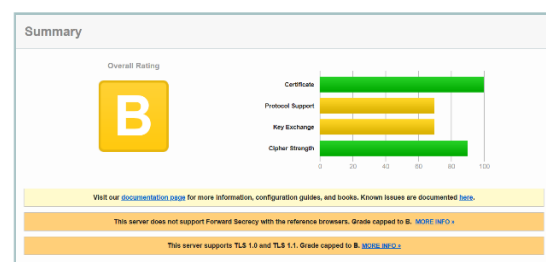 Summary
Overall Rating
B
Certificate
Protocol Support
Key Exchange
Cipher Strength
0 20 40 60 80 100
Visit our documentation page for more information, configuration guides, and books. Known issues are documented here.
This server does not support Forward Secrecy with the reference browsers. Grade capped to B. MORE INFO »
This server supports TLS 1.0 and TLS 1.1. Grade capped to B. MORE INFO »